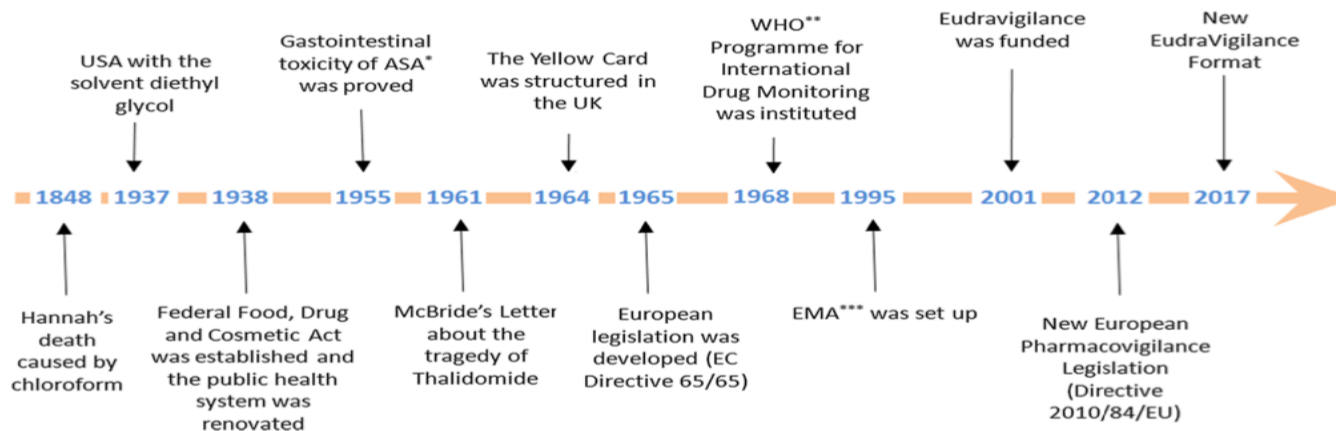 USA with the
solvent diethyl
glycol
Gastointestinal
toxicity of ASA*
was proved
The Yellow Card
was structured in
the UK
WHO**
Programme for
International
Drug Monitoring
was instituted
Eudravigilance
was funded
New
EudraVigilance
Format
1848 1937 1938 1955 1961 1964 1965 1968 1995 2001 2012 2017
Hannah's
death
caused by
chloroform
Federal Food, Drug
and Cosmetic Act
was established and
the public health
system was
renovated
McBride's Letter
about the
tragedy of
Thalidomide
European
legislation was
developed (EC
Directive 65/65)
EMA*** was set up
New European
Pharmacovigilance
Legislation
(Directive
2010/84/EU)